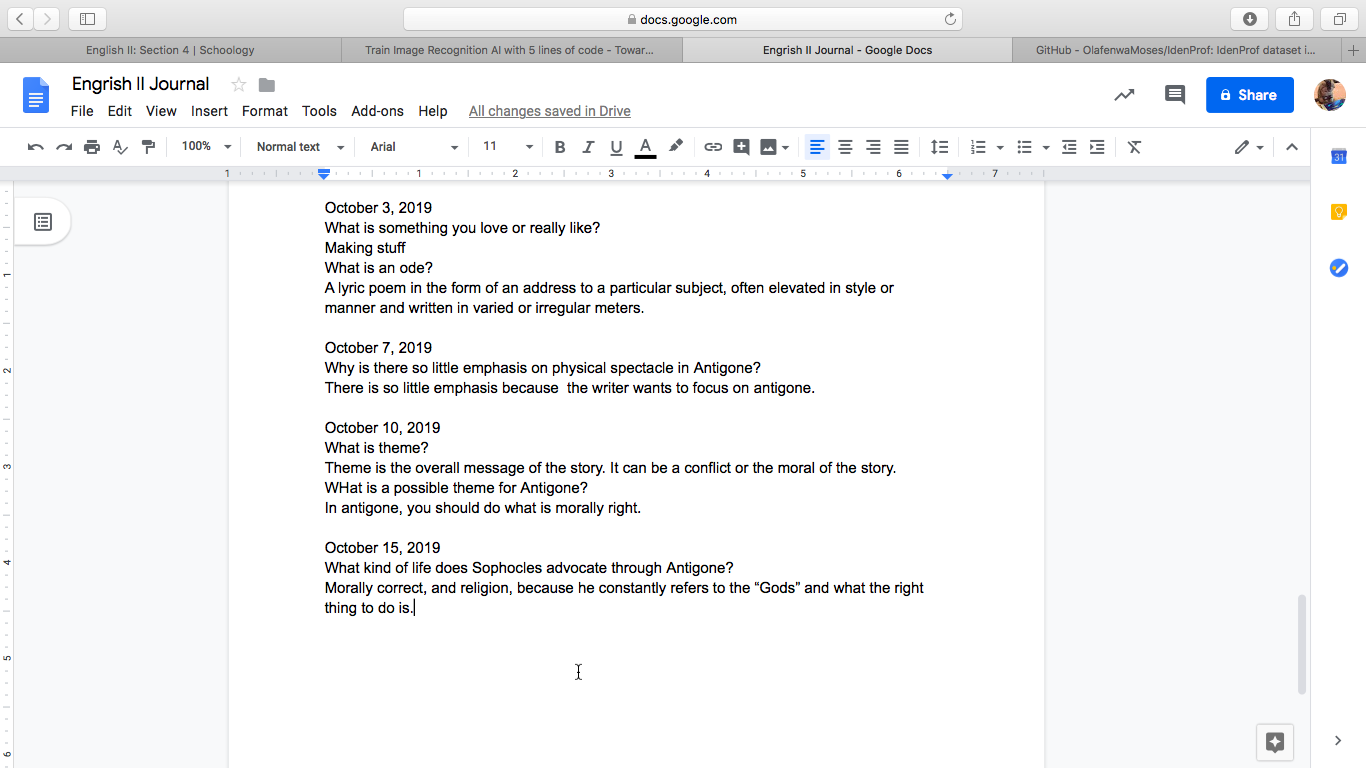 docs.google.com
English II: Section 4 | Schoology
Train Image Recognition AI with 5 lines of code - Towar...
Engrish II Journal - Google Docs
GitHub - OlafenwaMoses/IdenProf: IdenProf dataset i...
Engrish II Journal
File Edit View Insert Format Tools Add-ons Help All changes saved in Drive
Share
100% Normal text Arial 11 B I U A
1 1 2 3 4 5 6 7
31
October 3, 2019
What is something you love or really like?
Making stuff
What is an ode?
A lyric poem in the form of an address to a particular subject, often elevated in style or
manner and written in varied or irregular meters.
October 7, 2019
Why is there so little emphasis on physical spectacle in Antigone?
There is so little emphasis because  the writer wants to focus on antigone.
October 10, 2019
What is theme?
Theme is the overall message of the story. It can be a conflict or the moral of the story.
WHat is a possible theme for Antigone?
In antigone, you should do what is morally right.
October 15, 2019
What kind of life does Sophocles advocate through Antigone?
Morally correct, and religion, because he constantly refers to the “Gods” and what the right
thing to do is.
1
2
3
4
5
6